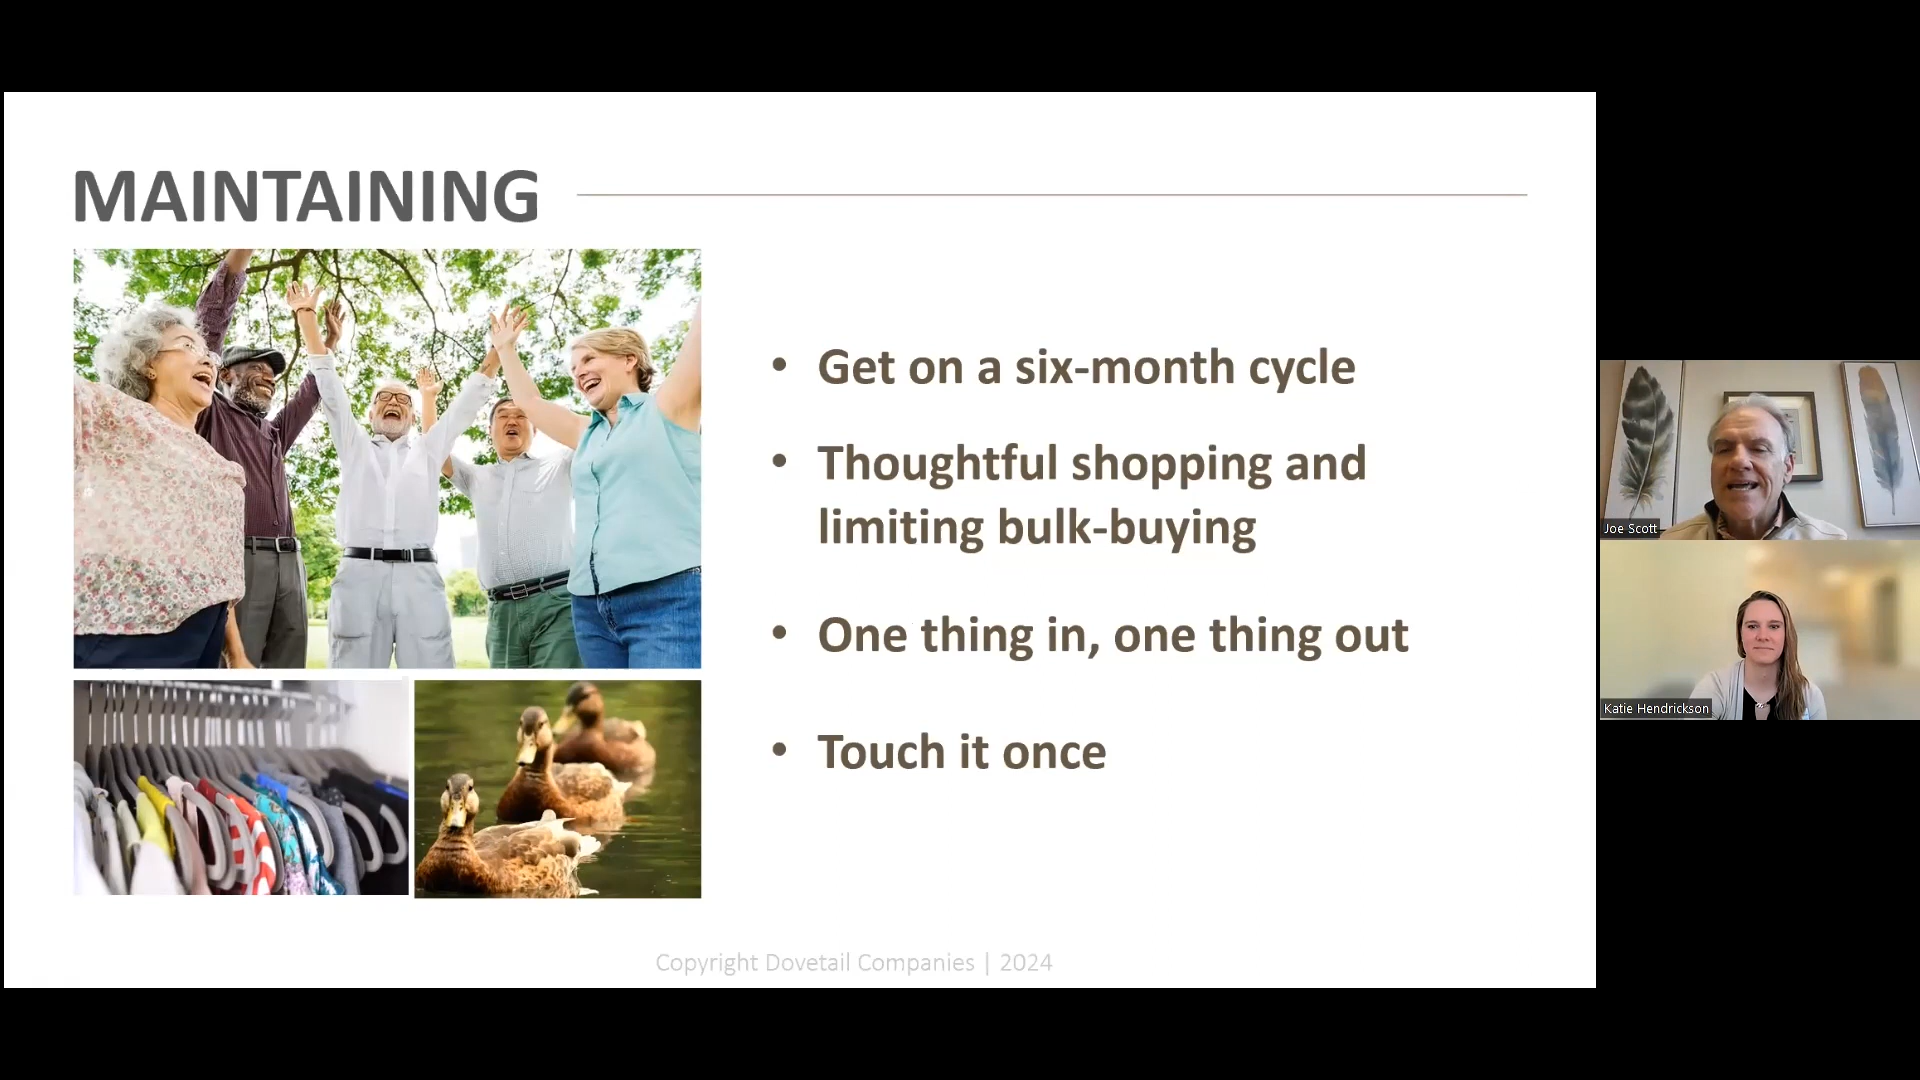 MAINTAINING
• Get on a six-month cycle
• Thoughtful shopping and
limiting bulk-buying
• One thing in, one thing out
• Touch it once
Copyright Dovetail Companies | 2024
Joe Scott
Katie Hendrickson